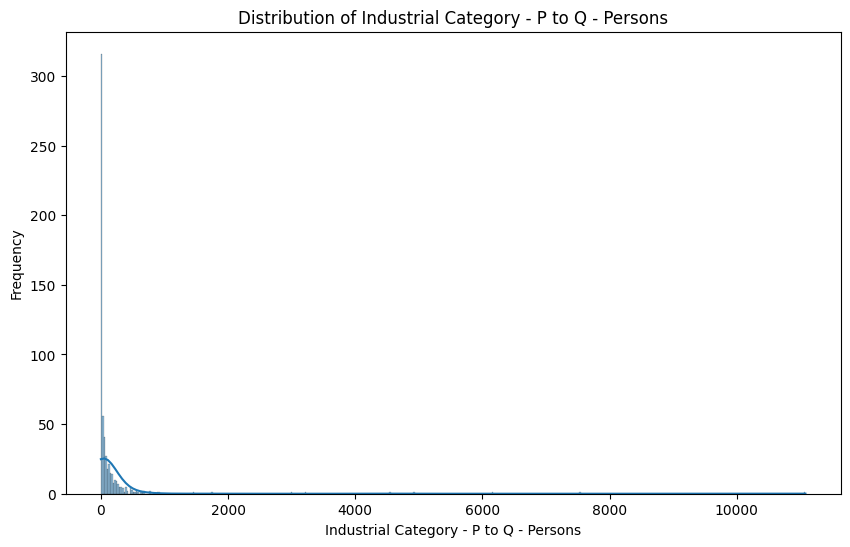 Distribution of Industrial Category - P to Q - Persons
300
250
200
150
100
50
0
Frequency
0 2000 4000 6000 8000 10000
Industrial Category - P to Q - Persons